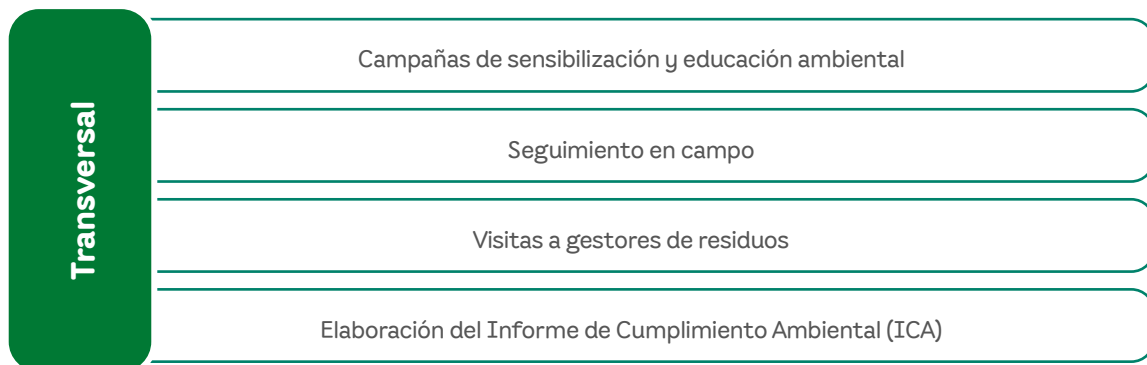 Transversal
Campañas de sensibilización y educación ambiental
Seguimiento en campo
Visitas a gestores de residuos
Elaboración del Informe de Cumplimiento Ambiental (ICA)